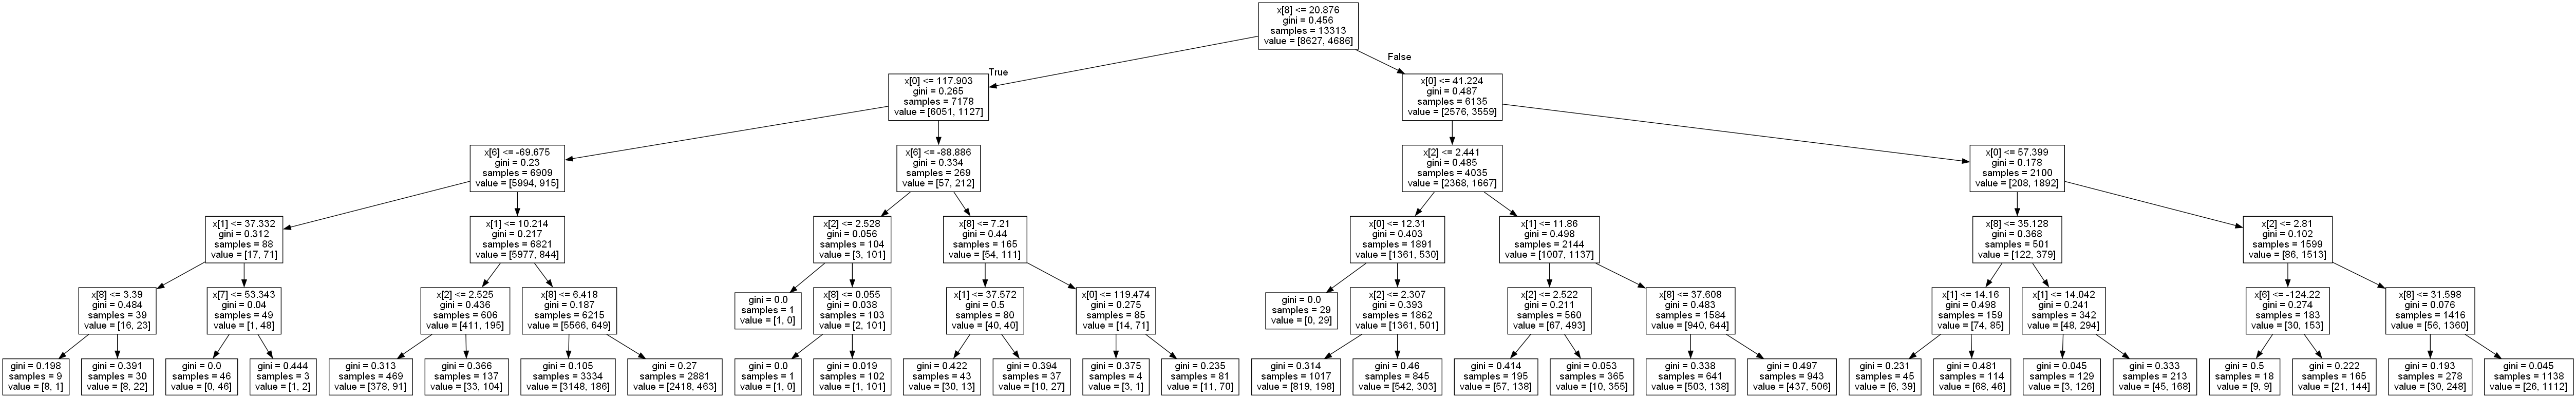 x[8] <= 20.876
gini = 0.456
samples = 13313
value = [8627, 4686]
True
False
x[0] <= 117.903
gini = 0.265
samples = 7178
value = [6051, 1127]
x[0] <= 41.224
gini = 0.487
samples = 6135
value = [2576, 3559]
x[6] <= -69.675
gini = 0.23
samples = 6909
value = [5994, 915]
x[6] <= -88.886
gini = 0.334
samples = 269
value = [57, 212]
x[2] <= 2.441
gini = 0.485
samples = 4035
value = [2368, 1667]
x[0] <= 57.399
gini = 0.178
samples = 2100
value = [208, 1892]
x[1] <= 37.332
gini = 0.312
samples = 88
value = [17, 71]
x[1] <= 10.214
gini = 0.217
samples = 6821
value = [5977, 844]
x[2] <= 2.528
gini = 0.056
samples = 104
value = [3, 101]
x[8] <= 7.21
gini = 0.44
samples = 165
value = [54, 111]
x[0] <= 12.31
gini = 0.403
samples = 1891
value = [1361, 530]
x[1] <= 11.86
gini = 0.498
samples = 2144
value = [1007, 1137]
x[8] <= 35.128
gini = 0.368
samples = 501
value = [122, 379]
x[2] <= 2.81
gini = 0.102
samples = 1599
value = [86, 1513]
x[8] <= 3.39
gini = 0.484
samples = 39
value = [16, 23]
x[7] <= 53.343
gini = 0.04
samples = 49
value = [1, 48]
x[2] <= 2.525
gini = 0.436
samples = 606
value = [411, 195]
x[8] <= 6.418
gini = 0.187
samples = 6215
value = [5566, 649]
gini = 0.0
samples = 1
value = [1, 0]
x[8] <= 0.055
gini = 0.038
samples = 103
value = [2, 101]
x[1] <= 37.572
gini = 0.5
samples = 80
value = [40, 40]
x[0] <= 119.474
gini = 0.275
samples = 85
value = [14, 71]
gini = 0.0
samples = 29
value = [0, 29]
x[2] <= 2.307
gini = 0.393
samples = 1862
value = [1361, 501]
x[2] <= 2.522
gini = 0.211
samples = 560
value = [67, 493]
x[8] <= 37.608
gini = 0.483
samples = 1584
value = [940, 644]
x[1] <= 14.16
gini = 0.498
samples = 159
value = [74, 85]
x[1] <= 14.042
gini = 0.241
samples = 342
value = [48, 294]
x[6] <= -124.22
gini = 0.274
samples = 183
value = [30, 153]
x[8] <= 31.598
gini = 0.076
samples = 1416
value = [56, 1360]
gini = 0.198
samples = 9
value = [8, 1]
gini = 0.391
samples = 30
value = [8, 22]
gini = 0.0
samples = 46
value = [0, 46]
gini = 0.444
samples = 3
value = [1, 2]
gini = 0.313
samples = 469
value = [378, 91]
gini = 0.366
samples = 137
value = [33, 104]
gini = 0.105
samples = 3334
value = [3148, 186]
gini = 0.27
samples = 2881
value = [2418, 463]
gini = 0.0
samples = 1
value = [1, 0]
gini = 0.019
samples = 102
value = [1, 101]
gini = 0.422
samples = 43
value = [30, 13]
gini = 0.394
samples = 37
value = [10, 27]
gini = 0.375
samples = 4
value = [3, 1]
gini = 0.235
samples = 81
value = [11, 70]
gini = 0.314
samples = 1017
value = [819, 198]
gini = 0.46
samples = 845
value = [542, 303]
gini = 0.414
samples = 195
value = [57, 138]
gini = 0.053
samples = 365
value = [10, 355]
gini = 0.338
samples = 641
value = [503, 138]
gini = 0.497
samples = 943
value = [437, 506]
gini = 0.231
samples = 45
value = [6, 39]
gini = 0.481
samples = 114
value = [68, 46]
gini = 0.045
samples = 129
value = [3, 126]
gini = 0.333
samples = 213
value = [45, 168]
gini = 0.5
samples = 18
value = [9, 9]
gini = 0.222
samples = 165
value = [21, 144]
gini = 0.193
samples = 278
value = [30, 248]
gini = 0.045
samples = 1138
value = [26, 1112]